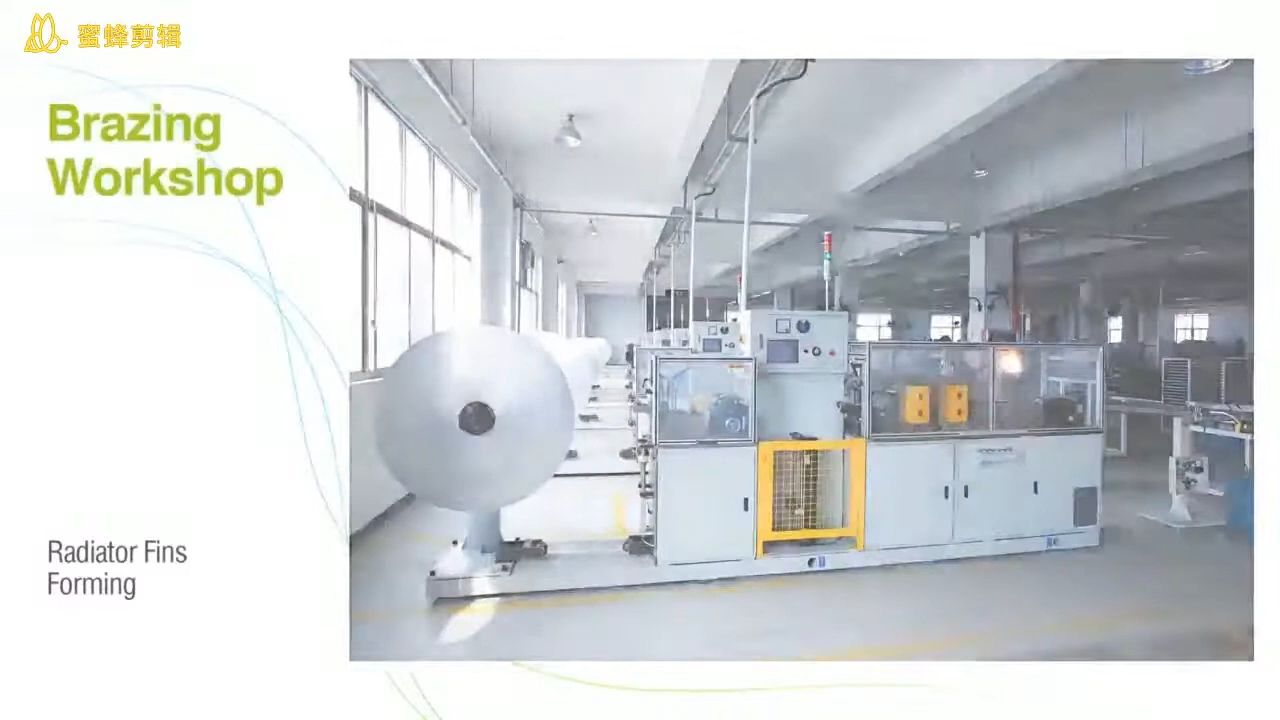 蜜蜂剪辑
Brazing
Workshop
Radiator Fins
Forming